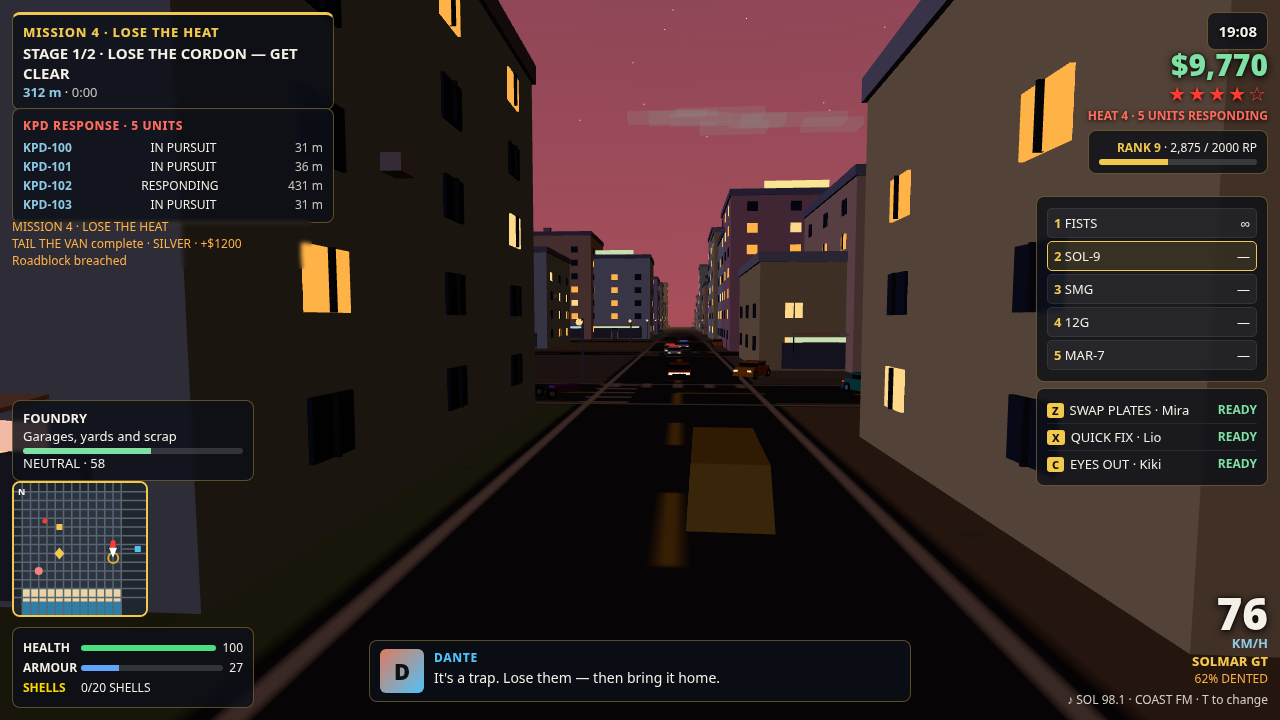 MISSION 4 · LOSE THE HEAT
STAGE 1/2 · LOSE THE CORDON — GET
CLEAR
312 m · 0:00
KPD RESPONSE · 5 UNITS
KPD-100 IN PURSUIT 31 m
KPD-101 IN PURSUIT 36 m
KPD-102 RESPONDING 431 m
KPD-103 IN PURSUIT 31 m
MISSION 4 · LOSE THE HEAT
TAIL THE VAN complete · SILVER · +$1200
Roadblock breached
FOUNDRY
Garages, yards and scrap
NEUTRAL · 58
N
HEALTH 100
ARMOUR 27
SHELLS 0/20 SHELLS
D
DANTE
It's a trap. Lose them — then bring it home.
19:08
$9,770
★★★★☆
HEAT 4 · 5 UNITS RESPONDING
RANK 9 · 2,875 / 2000 RP
1 FISTS ∞
2 SOL-9 —
3 SMG —
4 12G —
5 MAR-7 —
Z SWAP PLATES · Mira READY
X QUICK FIX · Lio READY
C EYES OUT · Kiki READY
76
KM/H
SOLMAR GT
62% DENTED
♪ SOL 98.1 · COAST FM · T to change